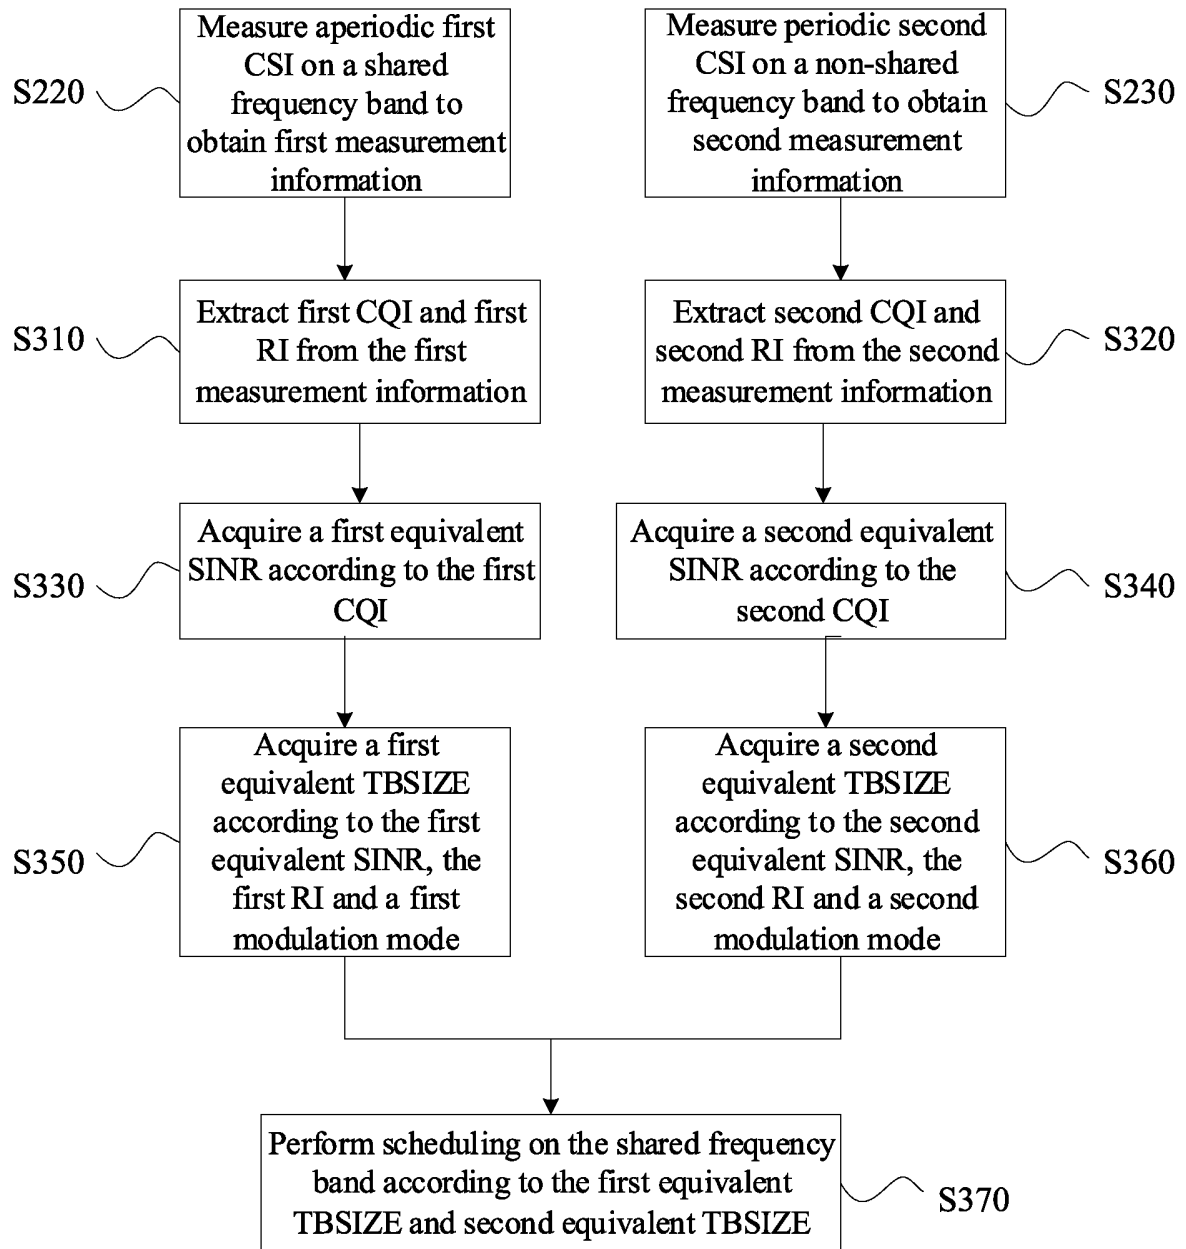 S220
Measure aperiodic first
CSI on a shared
frequency band to
obtain first measurement
information
Measure periodic second
CSI on a non-shared
frequency band to obtain
second measurement
information
S230
S310
Extract first CQI and first
RI from the first
measurement information
Extract second CQI and
second RI from the second
measurement information
S320
S330
Acquire a first equivalent
SINR according to the first
CQI
Acquire a second equivalent
SINR according to the
second CQI
S340
S350
Acquire a first
equivalent TBSIZE
according to the first
equivalent SINR, the
first RI and a first
modulation mode
Acquire a second
equivalent TBSIZE
according to the second
equivalent SINR, the
second RI and a second
modulation mode
S360
Perform scheduling on the shared frequency
band according to the first equivalent
TBSIZE and second equivalent TBSIZE
S370